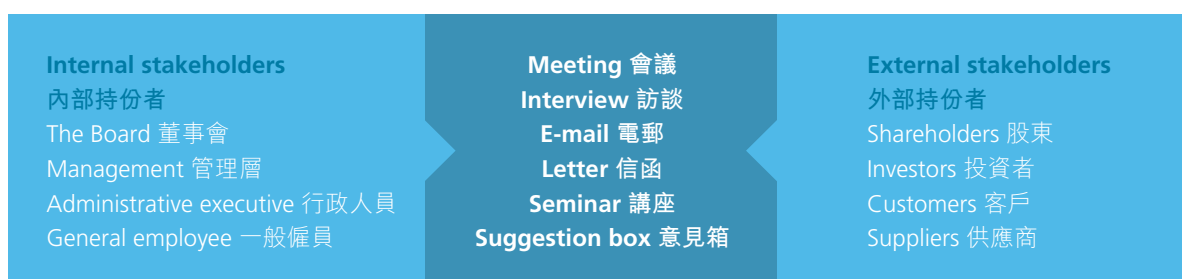 Internal stakeholders
內部持份者
The Board 董事會
Management 管理層
Administrative executive 行政人員
General employee 一般僱員
Meeting 會議
Interview 訪談
E-mail 電郵
Letter 信函
Seminar 講座
Suggestion box 意見箱
External stakeholders
外部持份者
Shareholders 股東
Investors 投資者
Customers 客戶
Suppliers 供應商